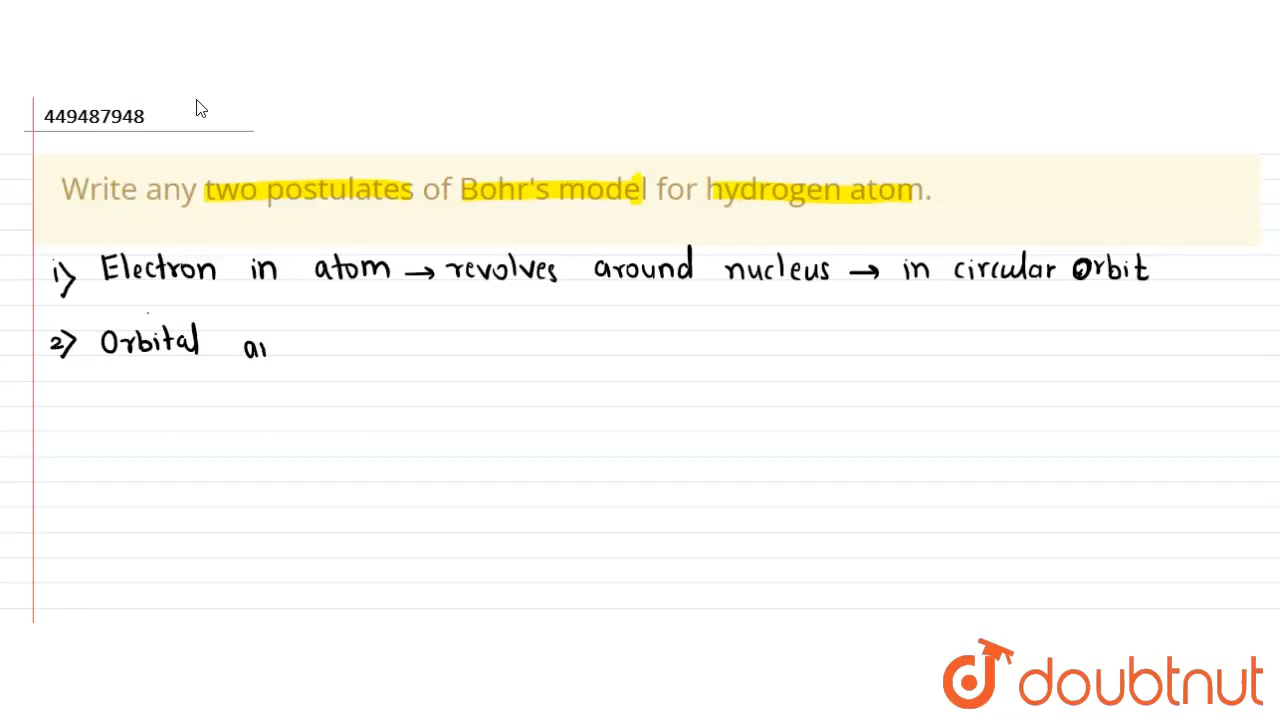 449487948
Write any two postulates of Bohr's model for hydrogen atom.
1) Electron in atom → revolves around nucleus → in circular Orbit
2) Orbital
doubtnut